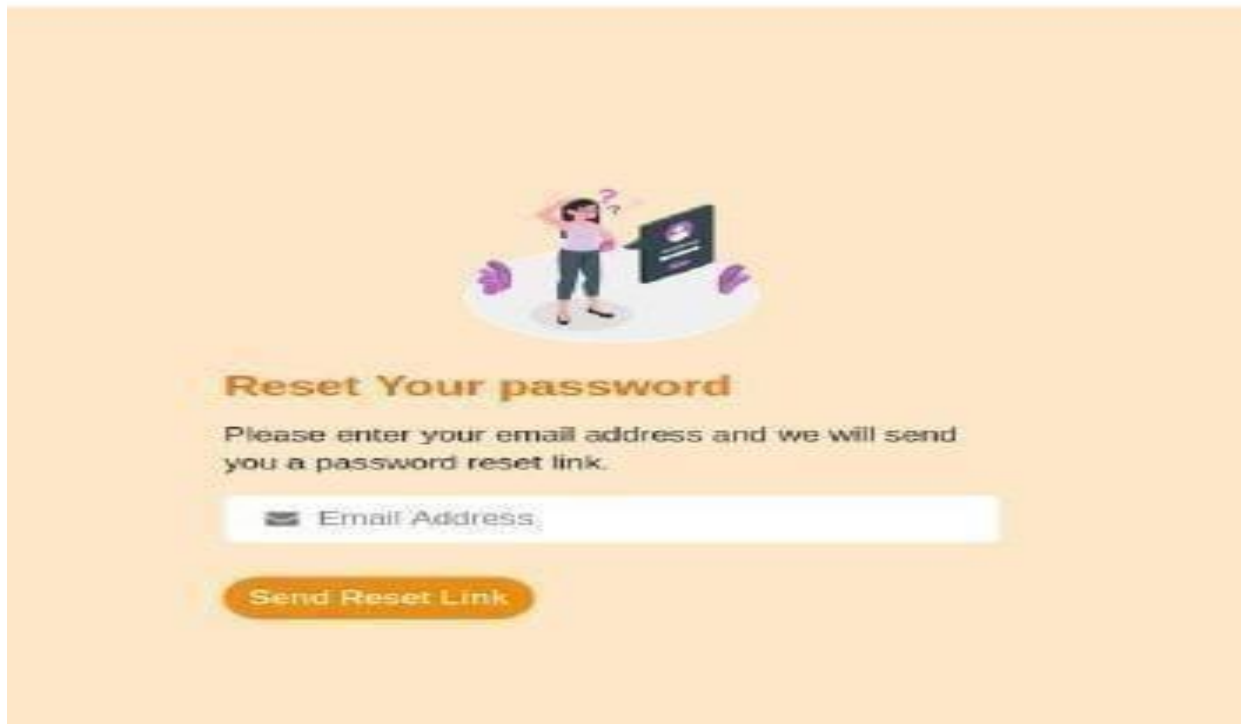 ? ?
Reset Your password
Please enter your email address and we will send
you a password reset link.
Email Address
Send Reset Link